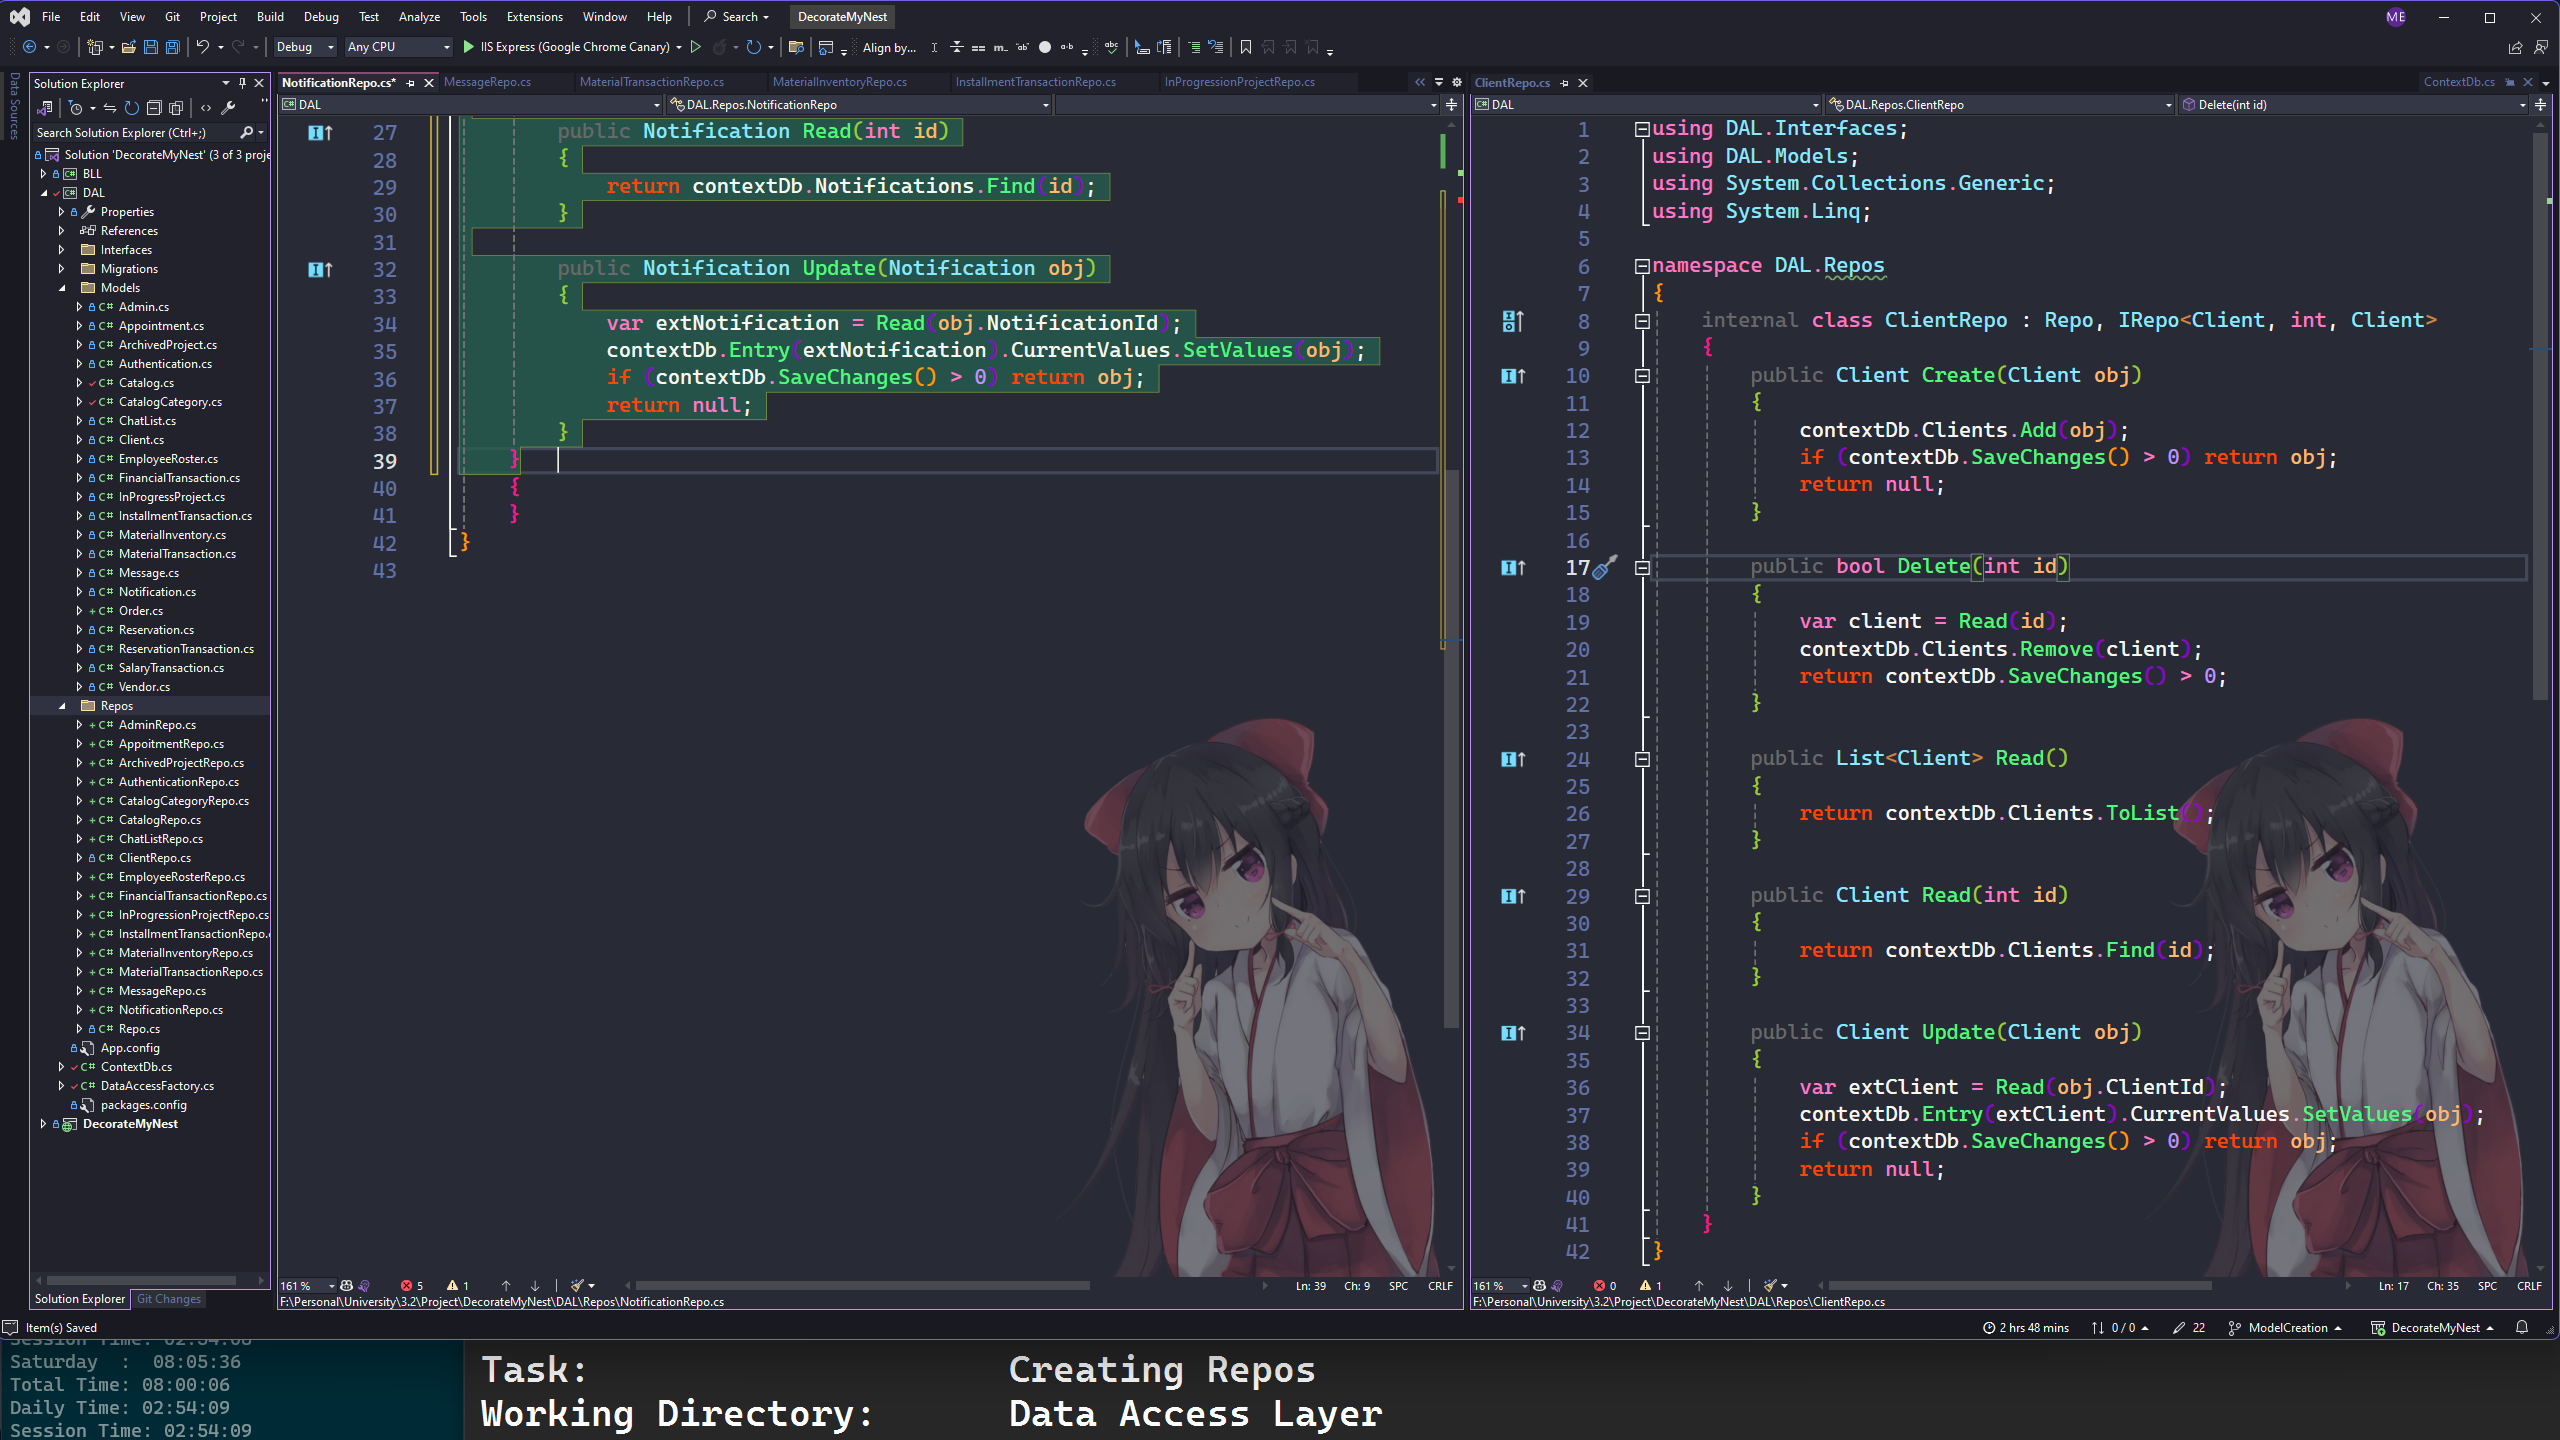 File Edit View Git Project Build Debug Test Analyze Tools Extensions Window Help Search DecorateMyNest ME
Debug Any CPU IIS Express (Google Chrome Canary) Align by...
Data Sources
Solution Explorer
Search Solution Explorer (Ctrl+;)
Solution 'DecorateMyNest' (3 of 3 proje
C# BLL
C# DAL
Properties
References
Interfaces
Migrations
Models
C# Admin.cs
C# Appointment.cs
C# ArchivedProject.cs
C# Authentication.cs
C# Catalog.cs
C# CatalogCategory.cs
C# ChatList.cs
C# Client.cs
C# EmployeeRoster.cs
C# FinancialTransaction.cs
C# InProgressProject.cs
C# InstallmentTransaction.cs
C# MaterialInventory.cs
C# MaterialTransaction.cs
C# Message.cs
C# Notification.cs
C# Order.cs
C# Reservation.cs
C# ReservationTransaction.cs
C# SalaryTransaction.cs
C# Vendor.cs
Repos
C# AdminRepo.cs
C# AppoitmentRepo.cs
C# ArchivedProjectRepo.cs
C# AuthenticationRepo.cs
C# CatalogCategoryRepo.cs
C# CatalogRepo.cs
C# ChatListRepo.cs
C# ClientRepo.cs
C# EmployeeRosterRepo.cs
C# FinancialTransactionRepo.cs
C# InProgressionProjectRepo.cs
C# InstallmentTransactionRepo.
C# MaterialInventoryRepo.cs
C# MaterialTransactionRepo.cs
C# MessageRepo.cs
C# NotificationRepo.cs
C# Repo.cs
App.config
C# ContextDb.cs
C# DataAccessFactory.cs
packages.config
DecorateMyNest
Solution Explorer Git Changes
NotificationRepo.cs* MessageRepo.cs MaterialTransactionRepo.cs MaterialInventoryRepo.cs InstallmentTransactionRepo.cs InProgressionProjectRepo.cs
C# DAL DAL.Repos.NotificationRepo
27 public Notification Read(int id)
28 {
29 return contextDb.Notifications.Find(id);
30 }
31
32 public Notification Update(Notification obj)
33 {
34 var extNotification = Read(obj.NotificationId);
35 contextDb.Entry(extNotification).CurrentValues.SetValues(obj);
36 if (contextDb.SaveChanges() > 0) return obj;
37 return null;
38 }
39 }
40 {
41 }
42 }
43
161 % 5 1 Ln: 39 Ch: 9 SPC CRLF
F:\Personal\University\3.2\Project\DecorateMyNest\DAL\Repos\NotificationRepo.cs
ClientRepo.cs ContextDb.cs
C# DAL DAL.Repos.ClientRepo Delete(int id)
1 using DAL.Interfaces;
2 using DAL.Models;
3 using System.Collections.Generic;
4 using System.Linq;
5
6 namespace DAL.Repos
7 {
8 internal class ClientRepo : Repo, IRepo<Client, int, Client>
9 {
10 public Client Create(Client obj)
11 {
12 contextDb.Clients.Add(obj);
13 if (contextDb.SaveChanges() > 0) return obj;
14 return null;
15 }
16
17 public bool Delete(int id)
18 {
19 var client = Read(id);
20 contextDb.Clients.Remove(client);
21 return contextDb.SaveChanges() > 0;
22 }
23
24 public List<Client> Read()
25 {
26 return contextDb.Clients.ToList();
27 }
28
29 public Client Read(int id)
30 {
31 return contextDb.Clients.Find(id);
32 }
33
34 public Client Update(Client obj)
35 {
36 var extClient = Read(obj.ClientId);
37 contextDb.Entry(extClient).CurrentValues.SetValues(obj);
38 if (contextDb.SaveChanges() > 0) return obj;
39 return null;
40 }
41 }
42 }
161 % 0 1 Ln: 17 Ch: 35 SPC CRLF
F:\Personal\University\3.2\Project\DecorateMyNest\DAL\Repos\ClientRepo.cs
Item(s) Saved 2 hrs 48 mins 0 / 0 22 ModelCreation DecorateMyNest
Session Time: 02:54:08
Saturday : 08:05:36
Total Time: 08:00:06
Daily Time: 02:54:09
Session Time: 02:54:09
Task: Creating Repos
Working Directory: Data Access Layer